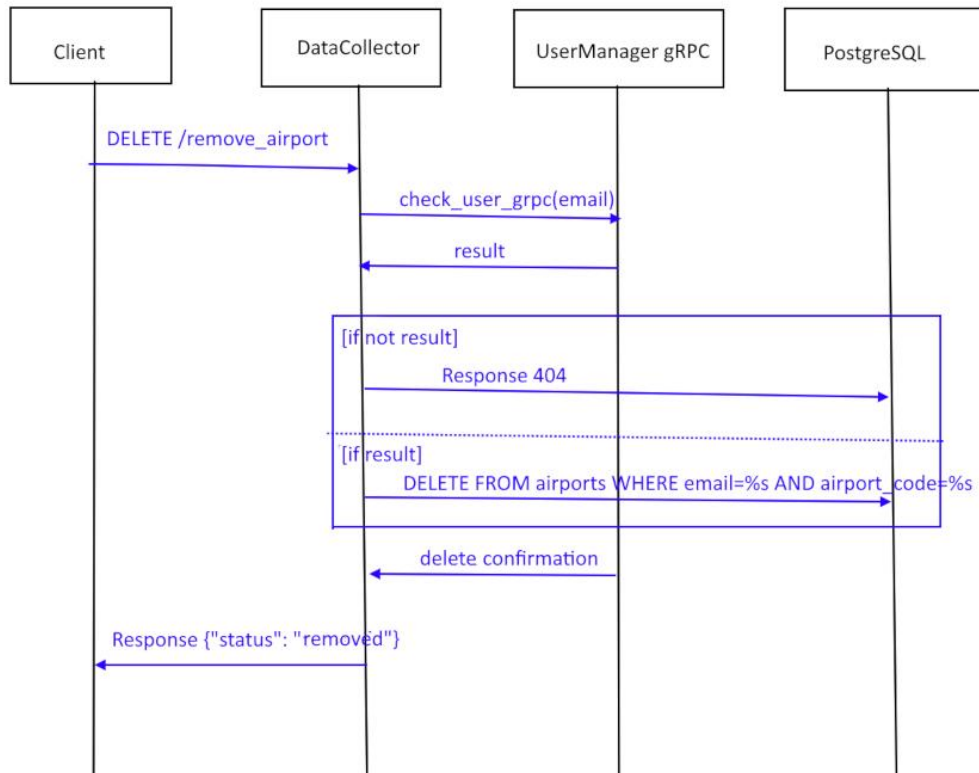 Client
DataCollector
UserManager gRPC
PostgreSQL
DELETE /remove_airport
check_user_grpc(email)
result
[if not result]
Response 404
[if result]
DELETE FROM airports WHERE email=%s AND airport_code=%s
delete confirmation
Response {"status": "removed"}